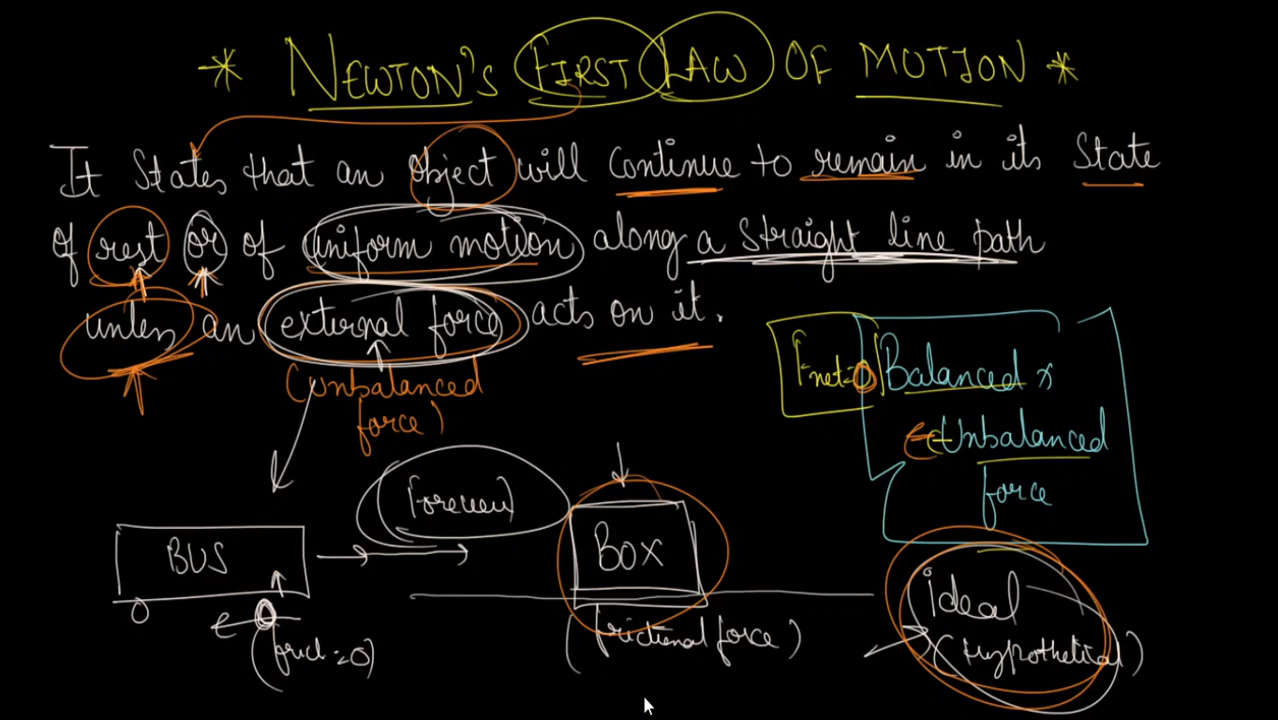 * NEWTON'S FIRST LAW OF MOTION *
It States that an object will continue to remain in its State
of rest or of uniform motion along a straight line path
unless an external force acts on it.
(unbalanced
force)
Fnet=0 Balanced x
Unbalanced
force
Forever
BUS
BOX
(frict=0)
(frictional force)
ideal
(Hypothetical)